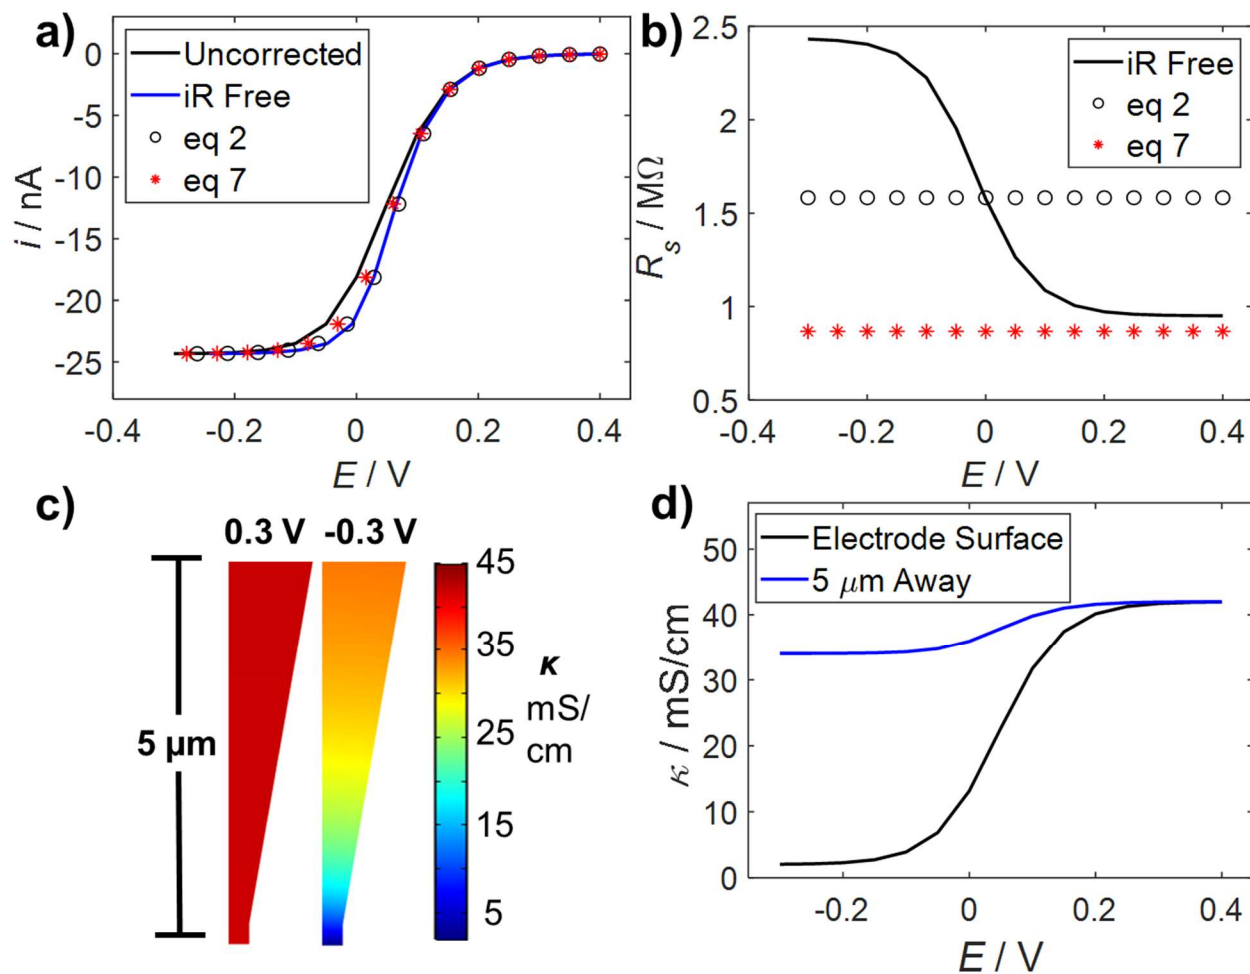 a)
Uncorrected
iR Free
eq 2
eq 7
i / nA
0
-5
-10
-15
-20
-25
-0.4
-0.2
0
0.2
0.4
E / V
b)
iR Free
eq 2
eq 7
R_s / MΩ
2.5
2
1.5
1
0.5
-0.4
-0.2
0
0.2
0.4
E / V
c)
0.3 V
-0.3 V
5 μm
45
35
25
15
5
κ
mS/
cm
d)
Electrode Surface
5 μm Away
κ / mS/cm
50
40
30
20
10
0
-0.2
0
0.2
0.4
E / V